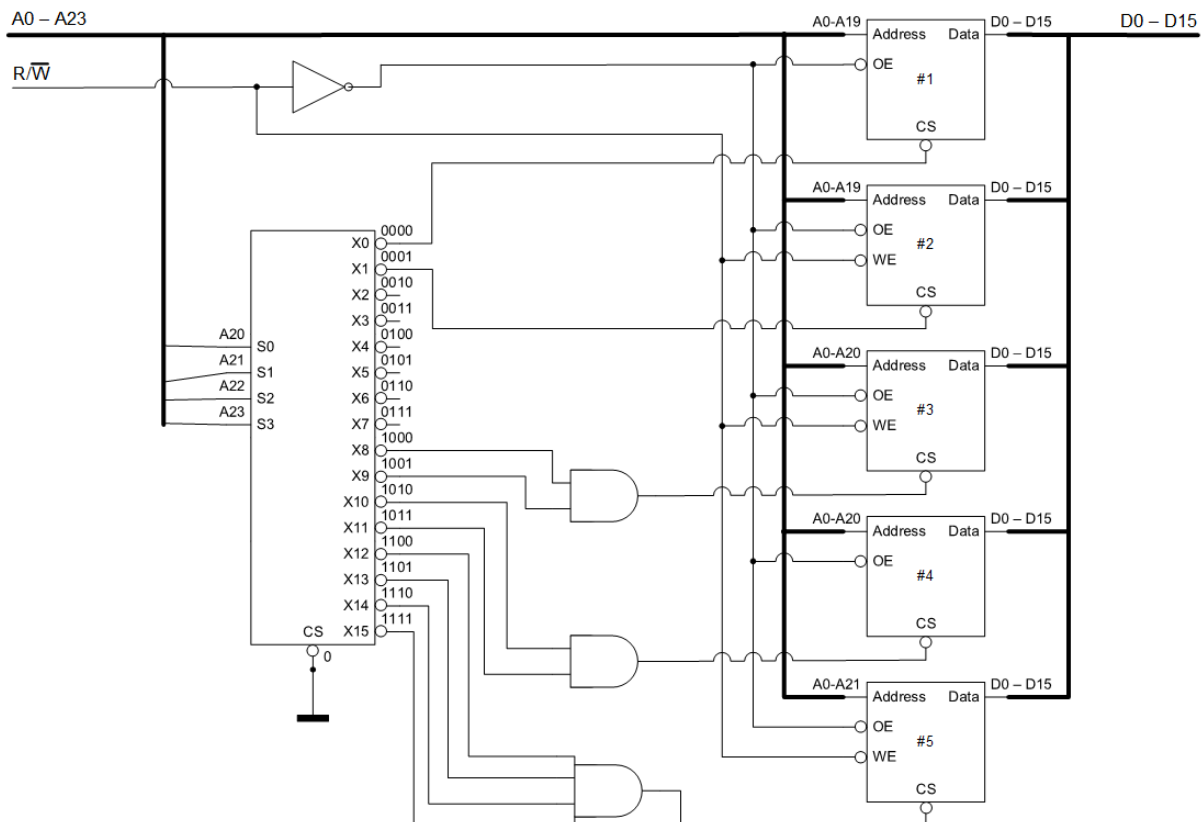 A0 – A23
D0 – D15
R/W̅
A0-A19
D0 – D15
Address Data
OE
#1
CS
A0-A19
D0 – D15
Address Data
OE
#2
WE
CS
A0-A20
D0 – D15
Address Data
OE
#3
WE
CS
A0-A20
D0 – D15
Address Data
OE
#4
CS
A0-A21
D0 – D15
Address Data
OE
#5
WE
CS
A20
S0
A21
S1
A22
S2
A23
S3
X0 0000
X1 0001
X2 0010
X3 0011
X4 0100
X5 0101
X6 0110
X7 0111
X8 1000
X9 1001
X10 1010
X11 1011
X12 1100
X13 1101
X14 1110
X15 1111
CS
0